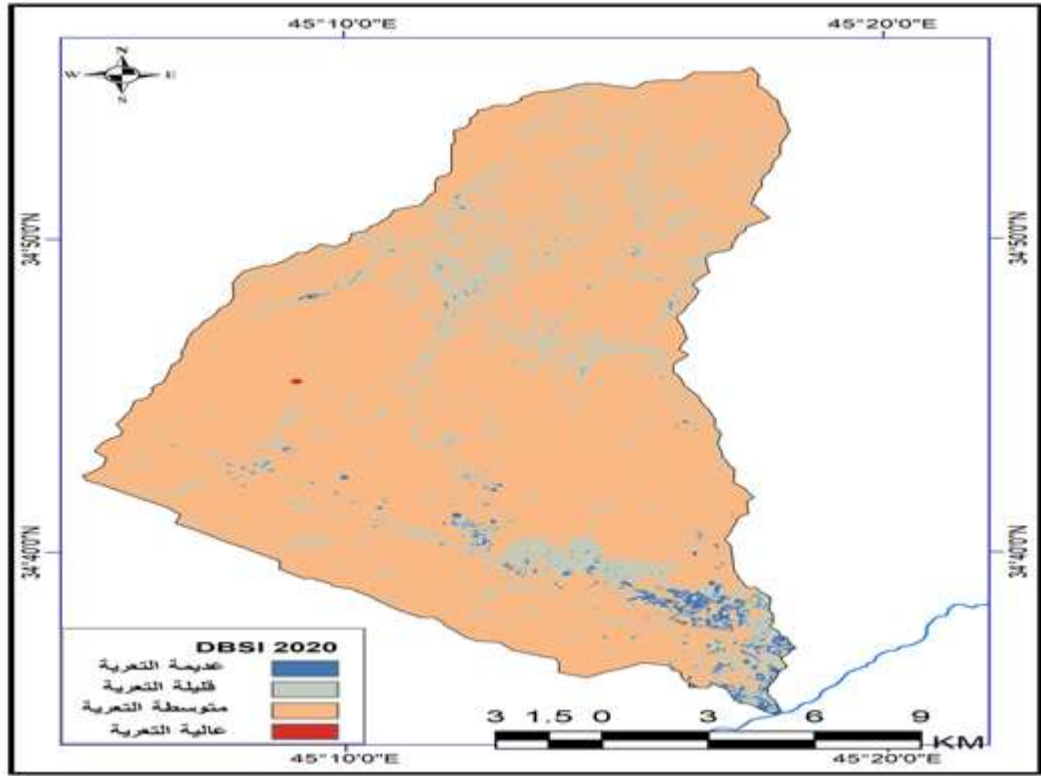 45°10'0"E 45°20'0"E
N
W E
S
34°50'0"N 34°50'0"N
34°40'0"N 34°40'0"N
DBSI 2020
عديمة التعرية
قليلة التعرية
متوسطة التعرية
عالية التعرية
3 1.5 0 3 6 9
KM
45°10'0"E 45°20'0"E